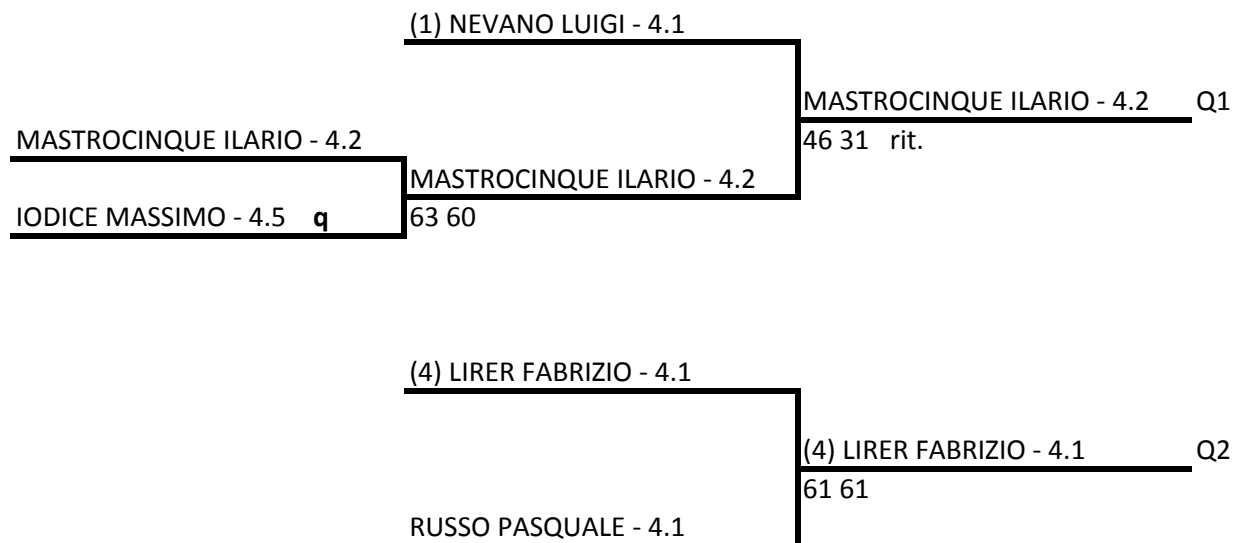 (1) NEVANO LUIGI - 4.1
MASTROCINQUE ILARIO - 4.2 Q1
MASTROCINQUE ILARIO - 4.2
46 31 rit.
MASTROCINQUE ILARIO - 4.2
IODICE MASSIMO - 4.5 q
63 60
(4) LIRER FABRIZIO - 4.1
(4) LIRER FABRIZIO - 4.1 Q2
61 61
RUSSO PASQUALE - 4.1